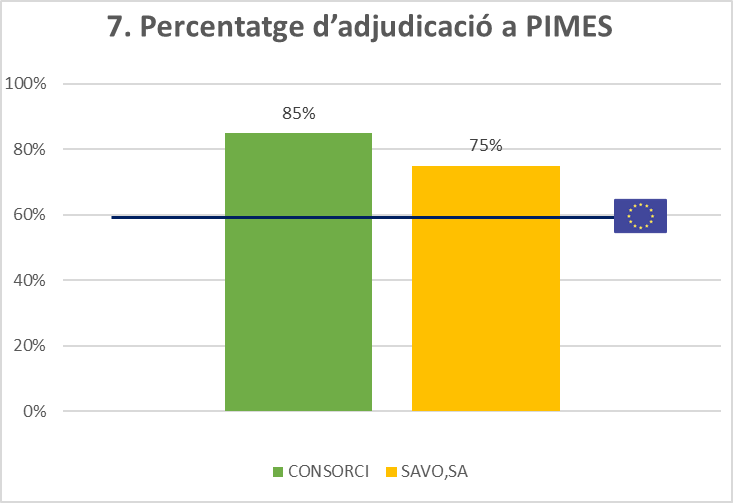 7. Percentatge d’adjudicació a PIMES
100%
85%
80%
75%
60%
40%
20%
0%
CONSORCI
SAVO,SA